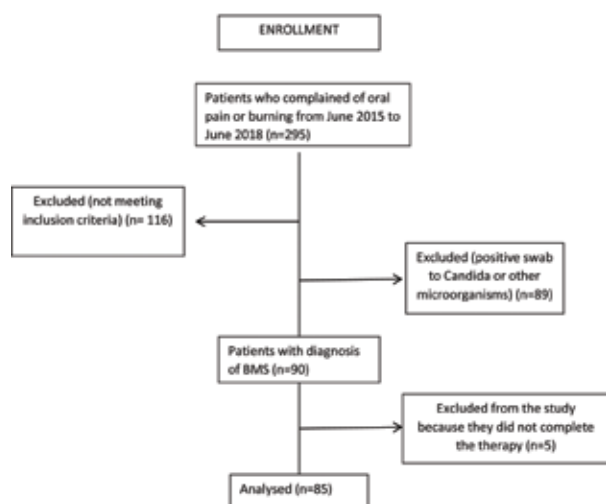 ENROLLMENT
Patients who complained of oral
pain or burning from June 2015 to
June 2018 (n=295)
Excluded (not meeting
inclusion criteria) (n= 116)
Excluded (positive swab
to Candida or other
microorganisms) (n=89)
Patients with diagnosis
of BMS (n=90)
Excluded from the study
because they did not complete
the therapy (n=5)
Analysed (n=85)